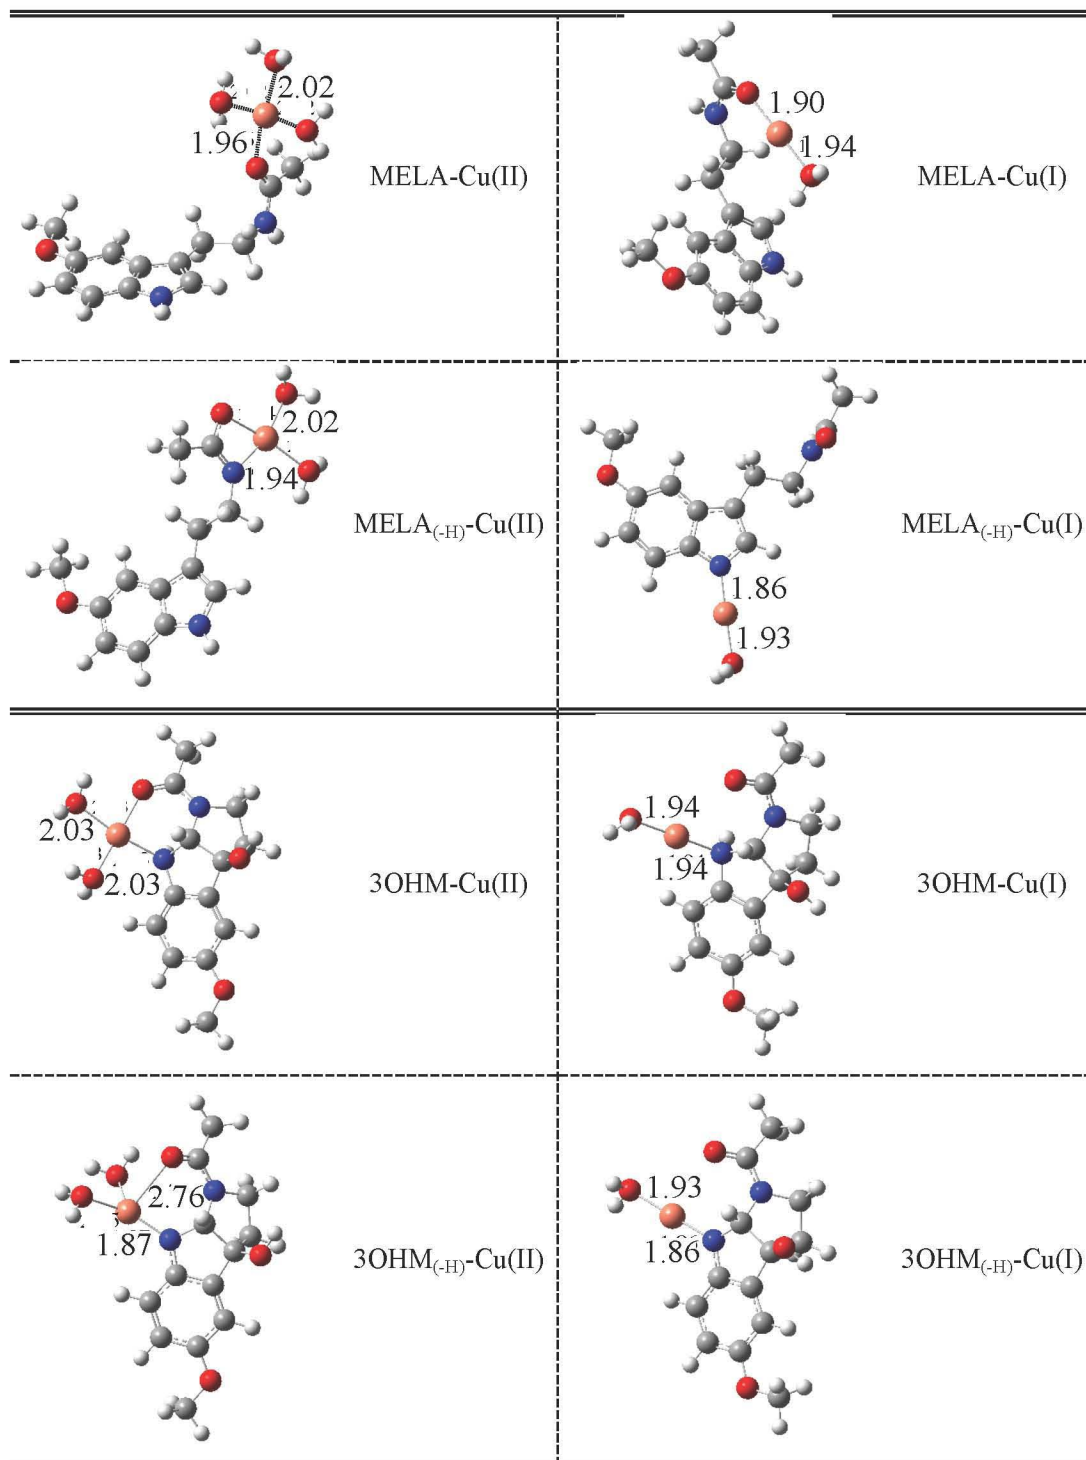 2.02
1.96
MELA-Cu(II)
1.90
1.94
MELA-Cu(I)
2.02
1.94
MELA(-H)-Cu(II)
1.86
1.93
MELA(-H)-Cu(I)
2.03
2.03
3OHM-Cu(II)
1.94
1.94
3OHM-Cu(I)
2.76
1.87
3OHM(-H)-Cu(II)
1.93
1.86
3OHM(-H)-Cu(I)